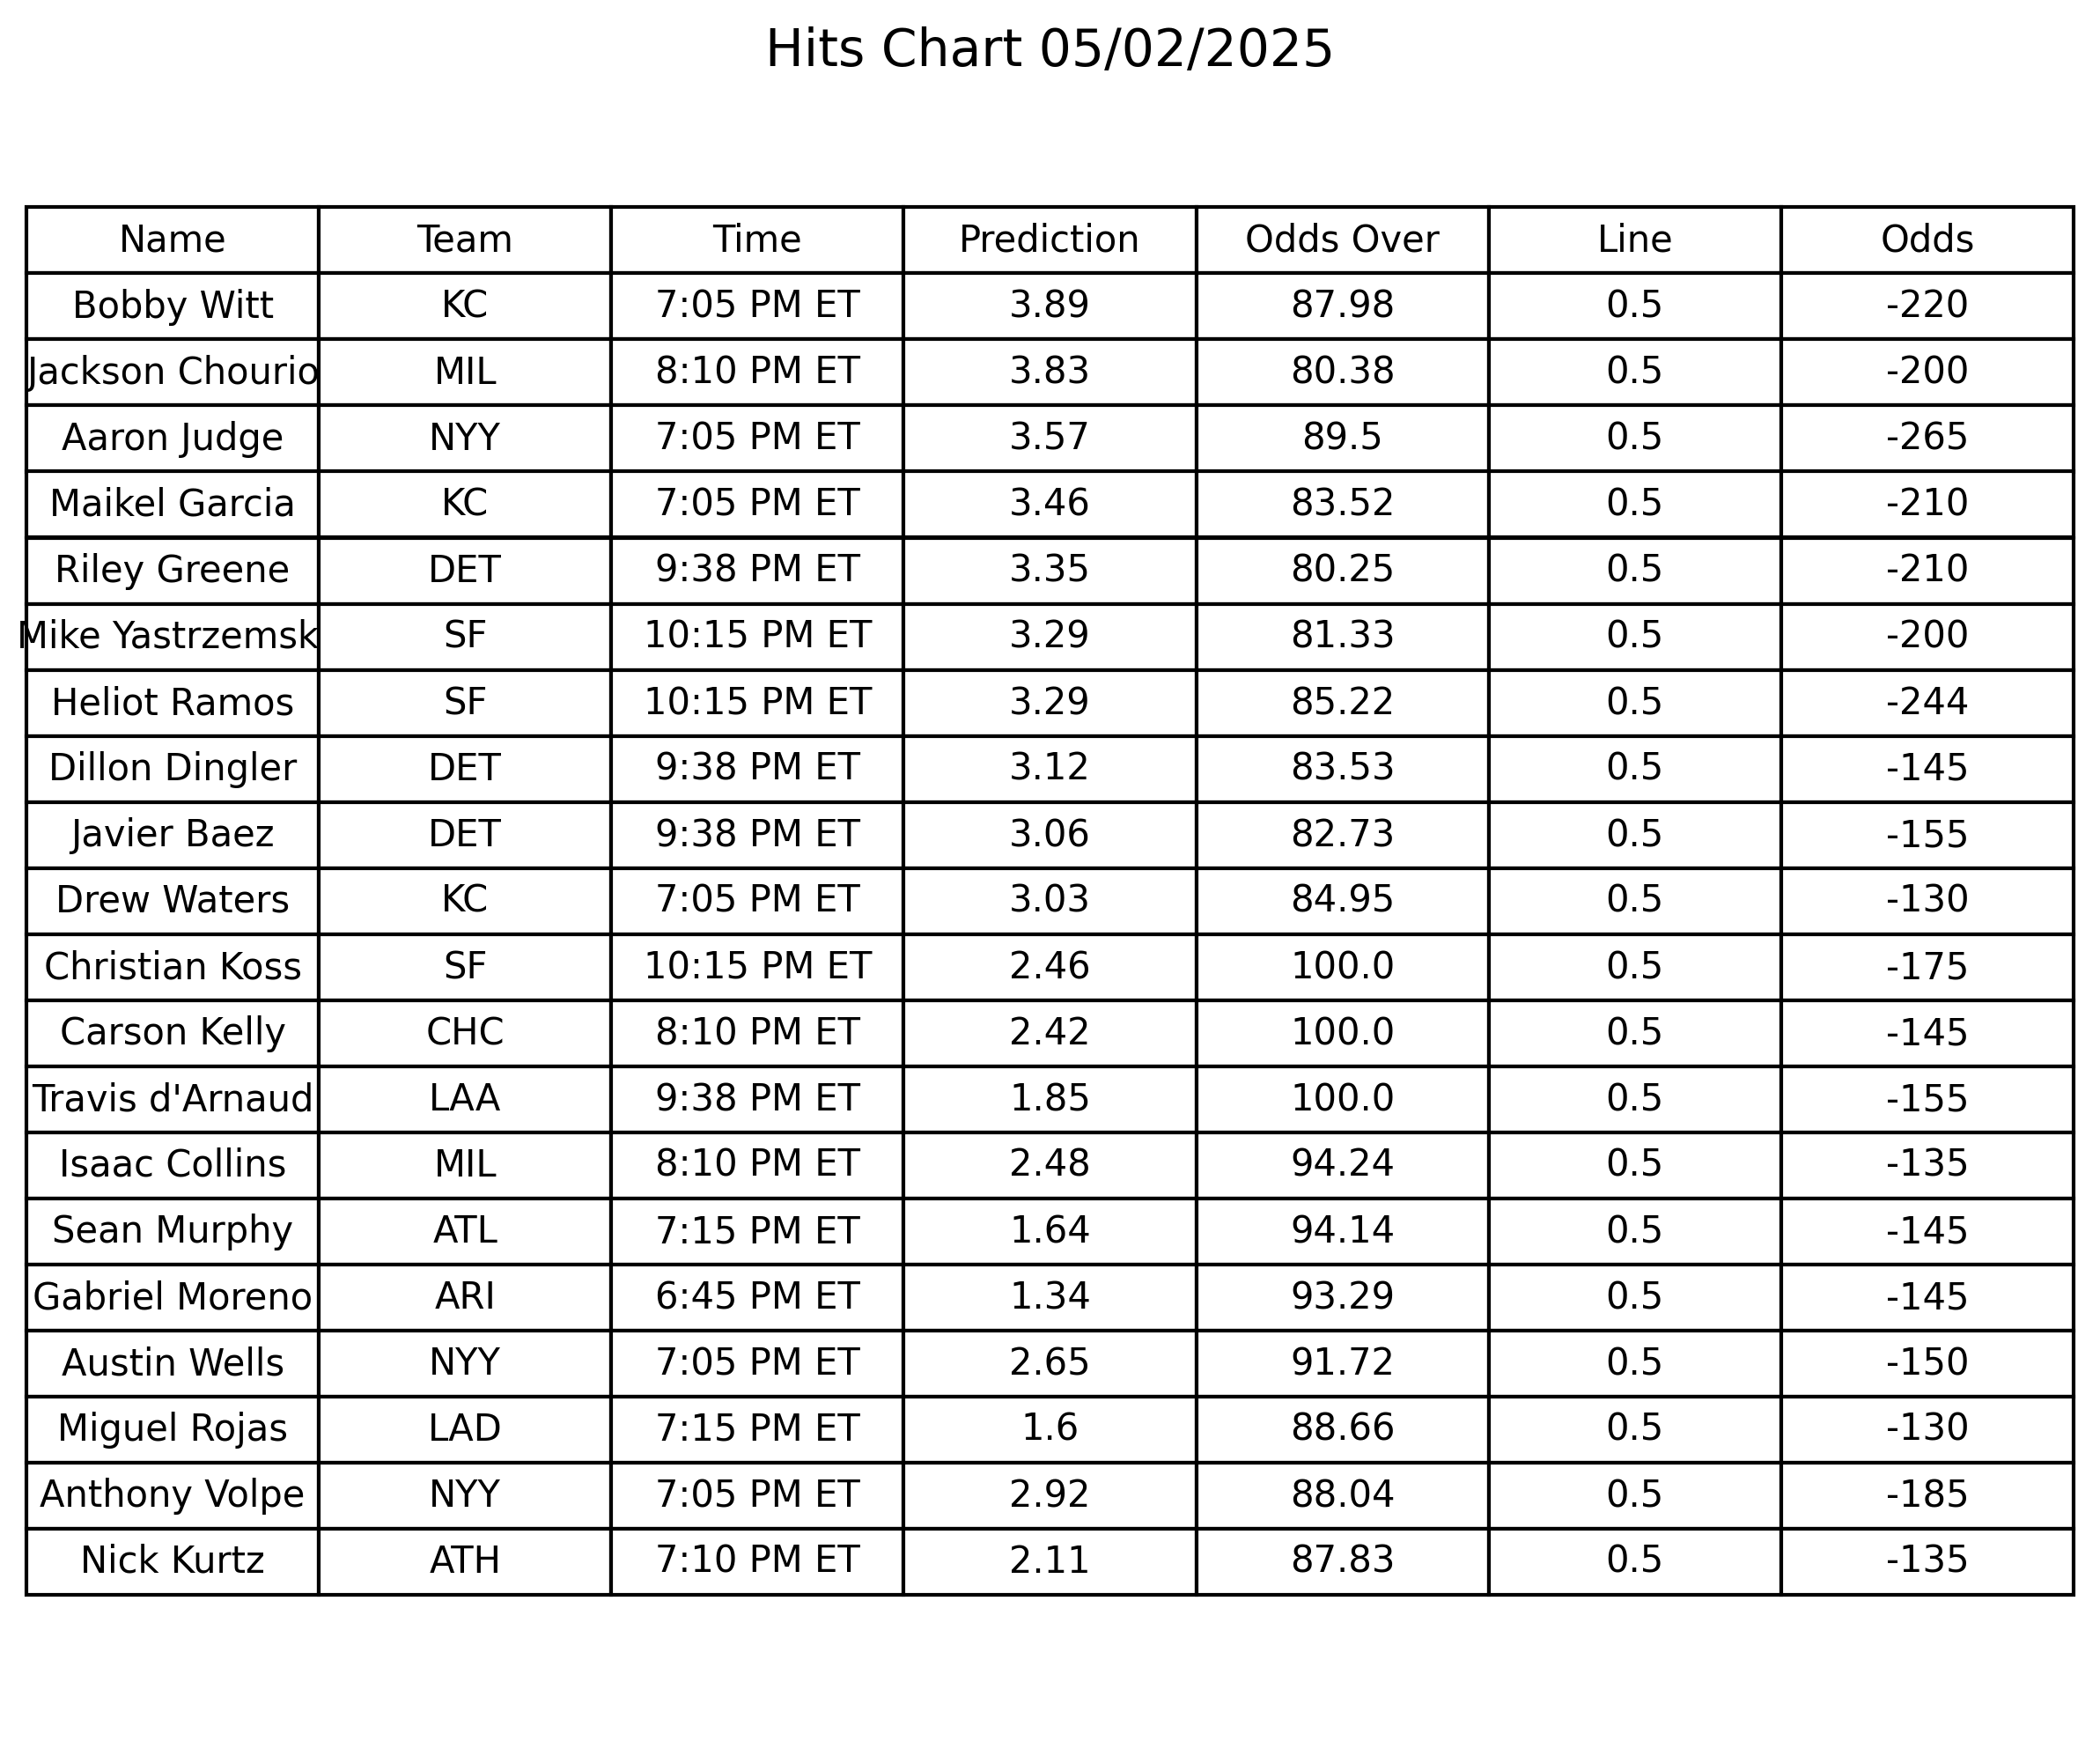 Hits Chart 05/02/2025
Name Team Time Prediction Odds Over Line Odds
Bobby Witt KC 7:05 PM ET 3.89 87.98 0.5 -220
Jackson Chourio MIL 8:10 PM ET 3.83 80.38 0.5 -200
Aaron Judge NYY 7:05 PM ET 3.57 89.5 0.5 -265
Maikel Garcia KC 7:05 PM ET 3.46 83.52 0.5 -210
Riley Greene DET 9:38 PM ET 3.35 80.25 0.5 -210
Mike Yastrzemsk SF 10:15 PM ET 3.29 81.33 0.5 -200
Heliot Ramos SF 10:15 PM ET 3.29 85.22 0.5 -244
Dillon Dingler DET 9:38 PM ET 3.12 83.53 0.5 -145
Javier Baez DET 9:38 PM ET 3.06 82.73 0.5 -155
Drew Waters KC 7:05 PM ET 3.03 84.95 0.5 -130
Christian Koss SF 10:15 PM ET 2.46 100.0 0.5 -175
Carson Kelly CHC 8:10 PM ET 2.42 100.0 0.5 -145
Travis d'Arnaud LAA 9:38 PM ET 1.85 100.0 0.5 -155
Isaac Collins MIL 8:10 PM ET 2.48 94.24 0.5 -135
Sean Murphy ATL 7:15 PM ET 1.64 94.14 0.5 -145
Gabriel Moreno ARI 6:45 PM ET 1.34 93.29 0.5 -145
Austin Wells NYY 7:05 PM ET 2.65 91.72 0.5 -150
Miguel Rojas LAD 7:15 PM ET 1.6 88.66 0.5 -130
Anthony Volpe NYY 7:05 PM ET 2.92 88.04 0.5 -185
Nick Kurtz ATH 7:10 PM ET 2.11 87.83 0.5 -135